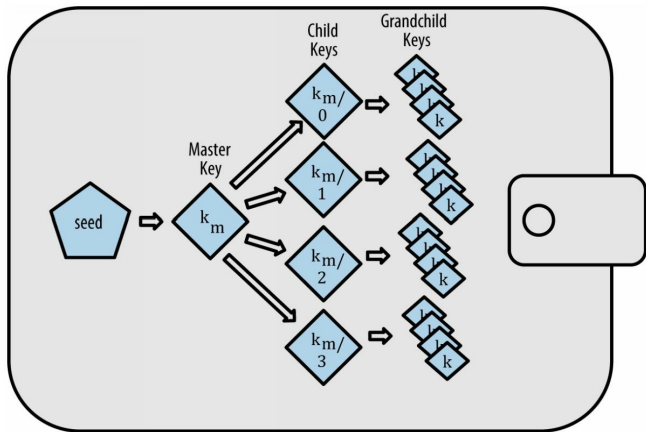 Child Keys
Grandchild Keys
Master Key
seed
k m
k m/ 0
k m/ 1
k m/ 2
k m/ 3
k
k
k
k